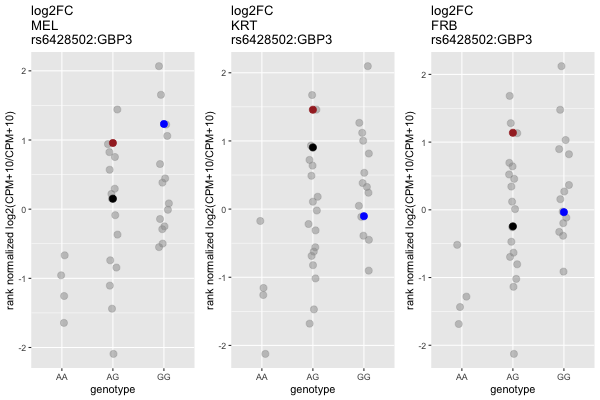 log2FC
MEL
rs6428502:GBP3
rank normalized log2(CPM+10/CPM+10)
2
1
0
-1
-2
AA
AG
GG
genotype
log2FC
KRT
rs6428502:GBP3
rank normalized log2(CPM+10/CPM+10)
2
1
0
-1
-2
AA
AG
GG
genotype
log2FC
FRB
rs6428502:GBP3
rank normalized log2(CPM+10/CPM+10)
2
1
0
-1
-2
AA
AG
GG
genotype